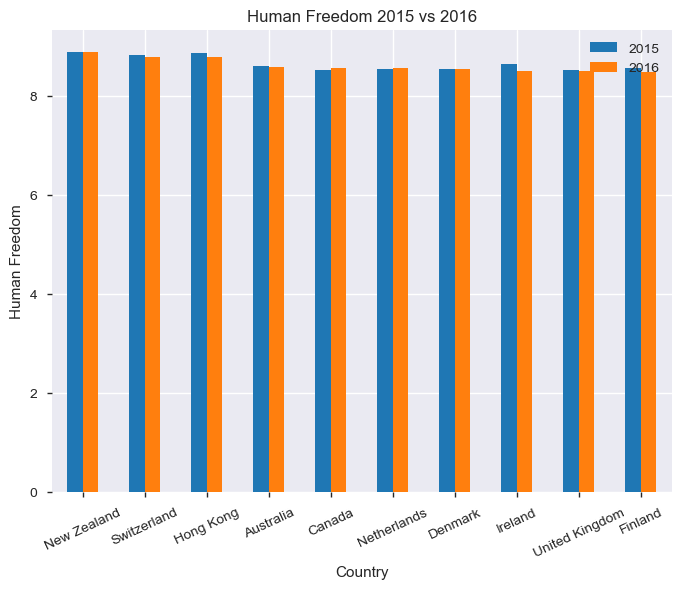 Human Freedom 2015 vs 2016
2015
2016
Human Freedom
8
6
4
2
0
New Zealand
Switzerland
Hong Kong
Australia
Canada
Netherlands
Denmark
Ireland
United Kingdom
Finland
Country